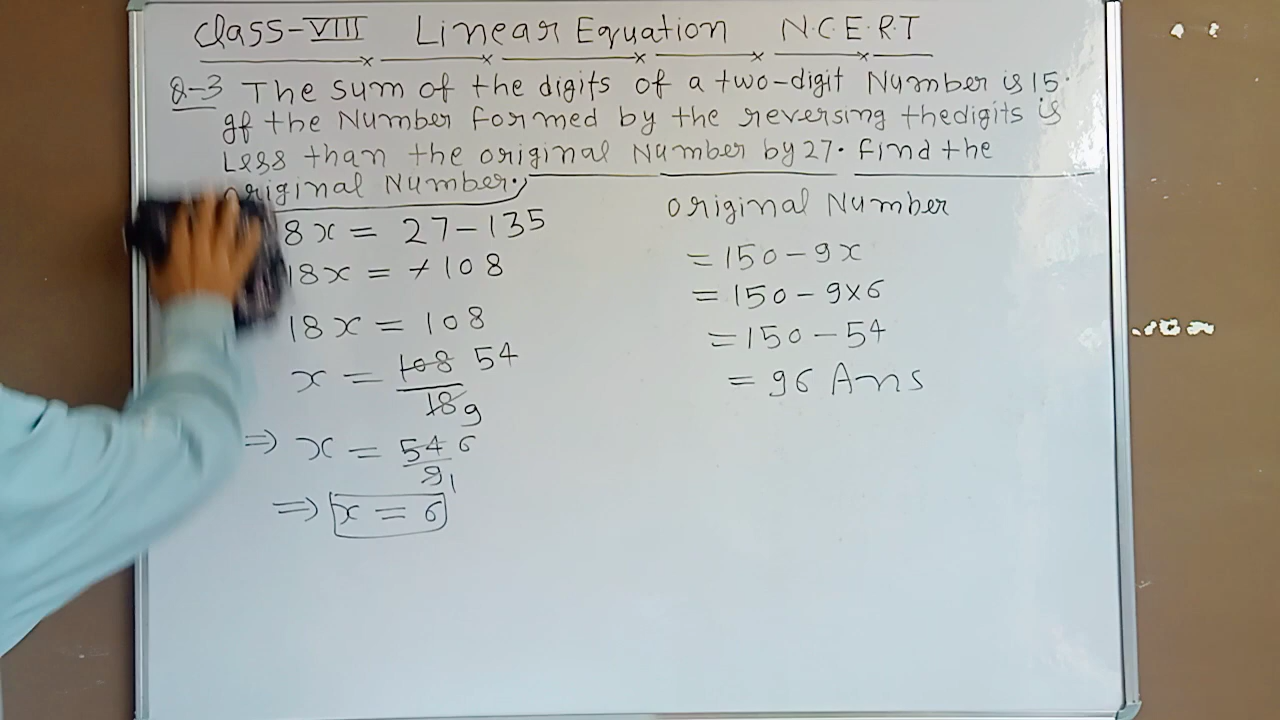 Class-VIII Linear Equation N.C.E.R.T
Q-3 The sum of the digits of a two-digit Number is 15.
If the Number formed by the reversing thedigits is
Less than the original Number by 27. Find the
original Number.
8x = 27-135
18x = +108
18x = 108
x = 108/18 54 9
⇒ x = 54/9 6 1
⇒ x = 6
original Number
= 150-9x
= 150-9×6
= 150-54
= 96 Ans